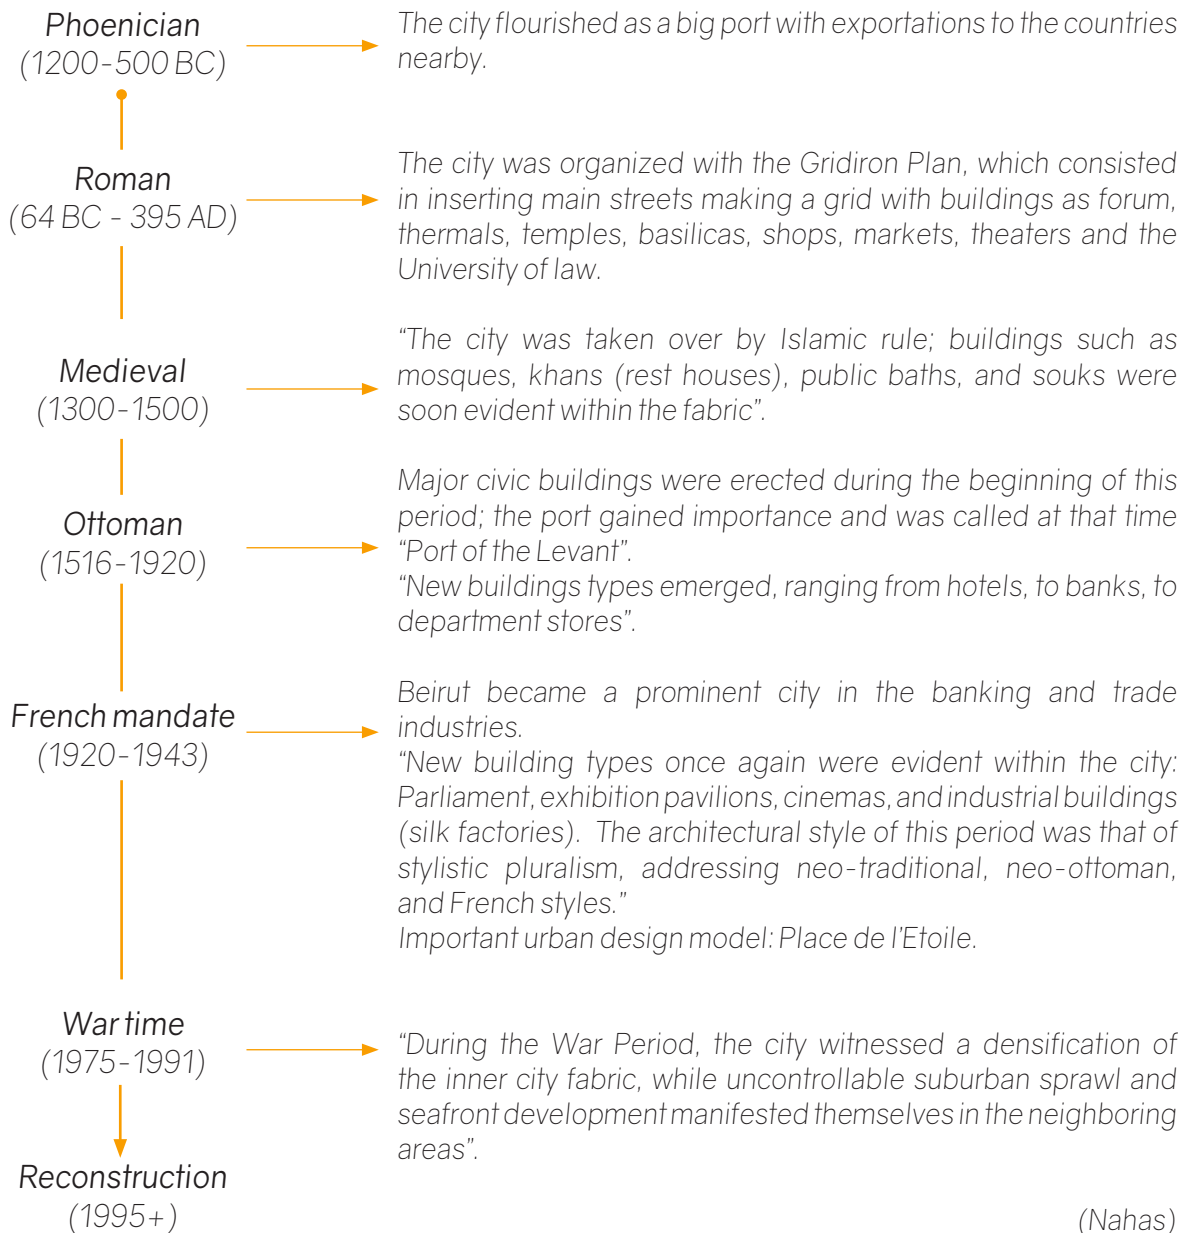 Phoenician
(1200-500 BC)
The city flourished as a big port with exportations to the countries
nearby.
Roman
(64 BC - 395 AD)
The city was organized with the Gridiron Plan, which consisted
in inserting main streets making a grid with buildings as forum,
thermals, temples, basilicas, shops, markets, theaters and the
University of law.
Medieval
(1300-1500)
“The city was taken over by Islamic rule; buildings such as
mosques, khans (rest houses), public baths, and souks were
soon evident within the fabric”.
Ottoman
(1516-1920)
Major civic buildings were erected during the beginning of this
period; the port gained importance and was called at that time
“Port of the Levant”.
“New buildings types emerged, ranging from hotels, to banks, to
department stores”.
French mandate
(1920-1943)
Beirut became a prominent city in the banking and trade
industries.
“New building types once again were evident within the city:
Parliament, exhibition pavilions, cinemas, and industrial buildings
(silk factories). The architectural style of this period was that of
stylistic pluralism, addressing neo-traditional, neo-ottoman,
and French styles.”
Important urban design model: Place de l’Etoile.
War time
(1975-1991)
“During the War Period, the city witnessed a densification of
the inner city fabric, while uncontrollable suburban sprawl and
seafront development manifested themselves in the neighboring
areas”.
Reconstruction
(1995+)
(Nahas)